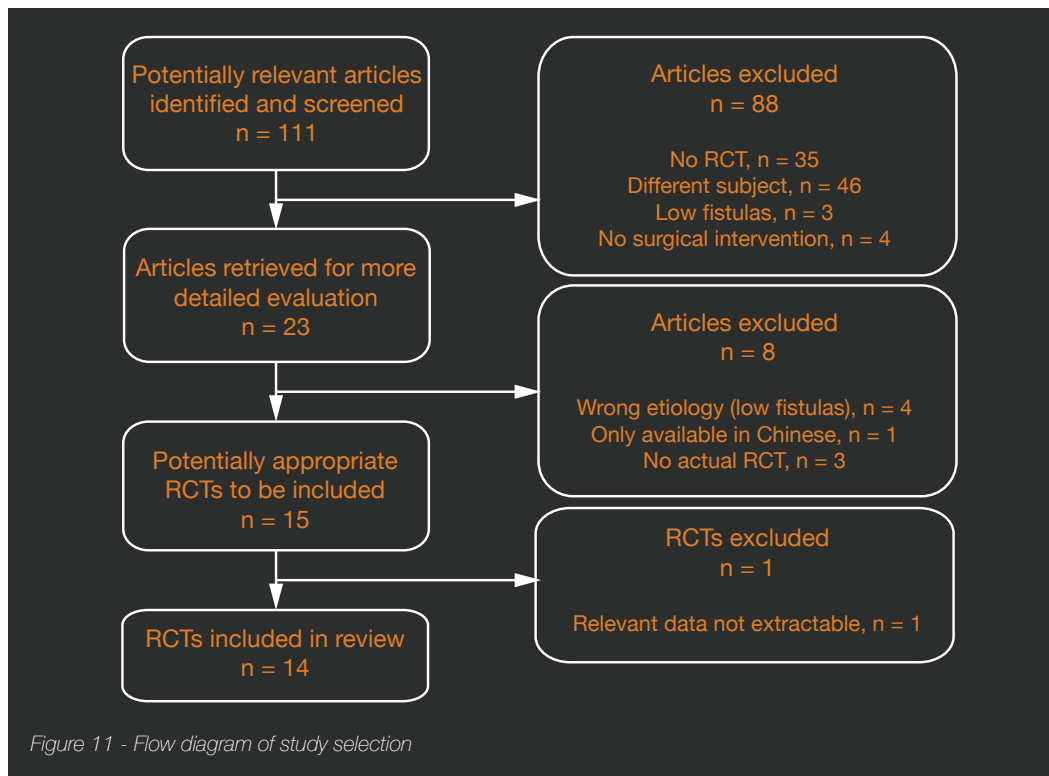 Potentially relevant articles
identified and screened
n = 111
Articles excluded
n = 88
No RCT, n = 35
Different subject, n = 46
Low fistulas, n = 3
No surgical intervention, n = 4
Articles retrieved for more
detailed evaluation
n = 23
Articles excluded
n = 8
Wrong etiology (low fistulas), n = 4
Only available in Chinese, n = 1
No actual RCT, n = 3
Potentially appropriate
RCTs to be included
n = 15
RCTs excluded
n = 1
Relevant data not extractable, n = 1
RCTs included in review
n = 14
Figure 11 - Flow diagram of study selection